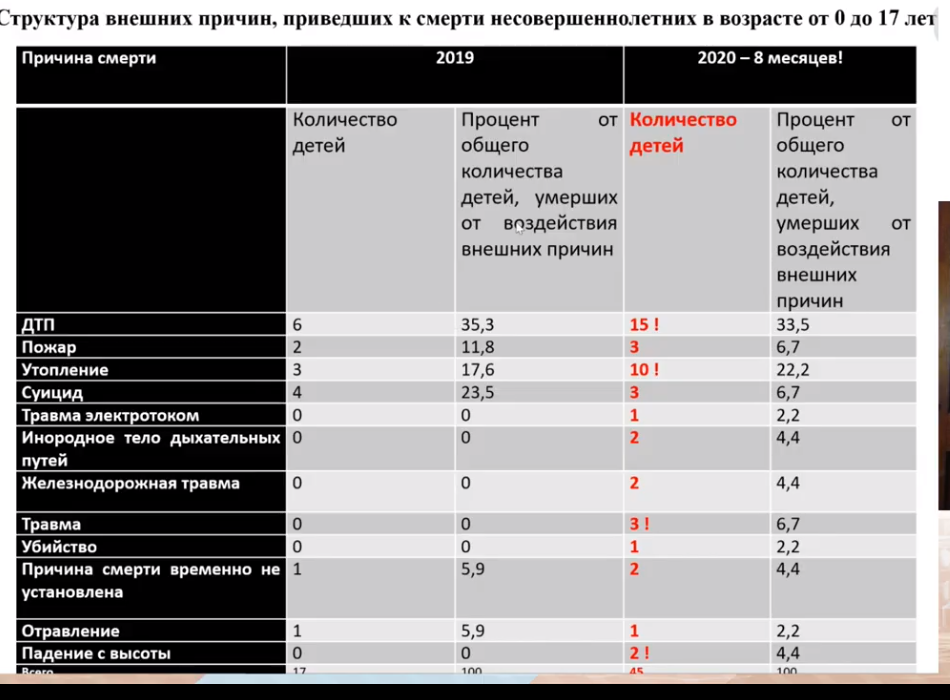 Структура внешних причин, приведших к смерти несовершеннолетних в возрасте от 0 до 17 лет
Причина смерти 2019 2020 – 8 месяцев!
Количество Процент от Количество Процент от
детей общего детей общего
количества количества
детей, умерших детей,
от воздействия умерших от
внешних причин воздействия
внешних
причин
ДТП 6 35,3 15 ! 33,5
Пожар 2 11,8 3 6,7
Утопление 3 17,6 10 ! 22,2
Суицид 4 23,5 3 6,7
Травма электротоком 0 0 1 2,2
Инородное тело дыхательных 0 0 2 4,4
путей
Железнодорожная травма 0 0 2 4,4
Травма 0 0 3 ! 6,7
Убийство 0 0 1 2,2
Причина смерти временно не 1 5,9 2 4,4
установлена
Отравление 1 5,9 1 2,2
Падение с высоты 0 0 2 ! 4,4
Всего 17 100 45 100